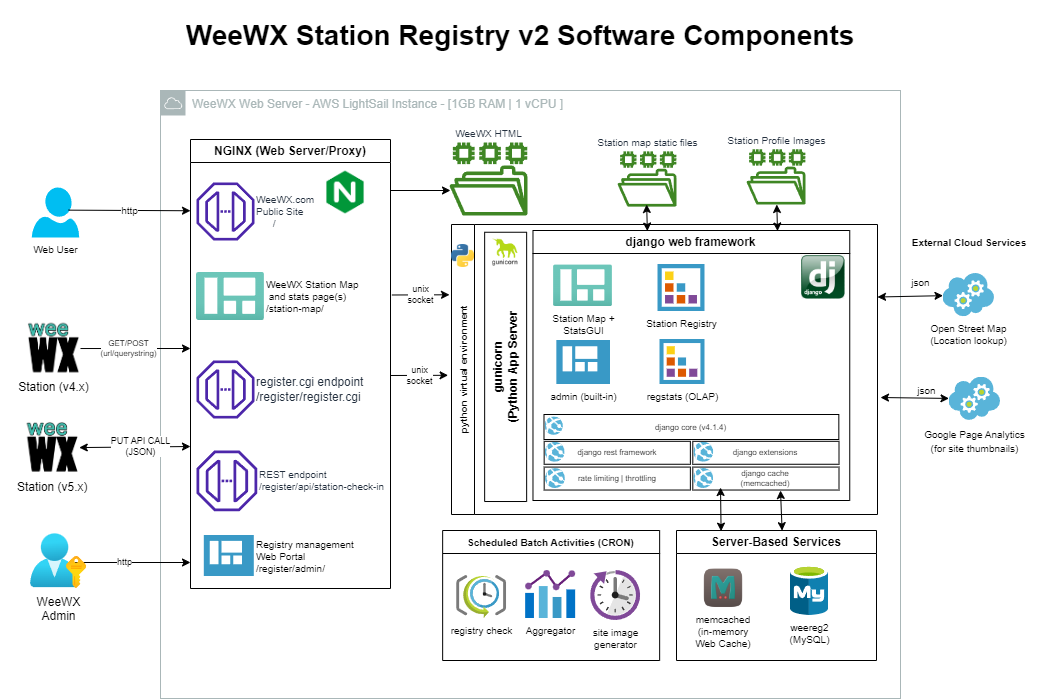 WeeWX Station Registry v2 Software Components
WeeWX Web Server - AWS LightSail Instance - [1GB RAM | 1 vCPU ]
NGINX (Web Server/Proxy)
WeeWX.com
Public Site
/
WeeWX Station Map
and stats page(s)
/station-map/
register.cgi endpoint
/register/register.cgi
REST endpoint
/register/api/station-check-in
Registry management
Web Portal
/register/admin/
Web User
http
wee
WX
Station (v4.x)
GET/POST
(url/querystring)
wee
WX
Station (v5.x)
PUT API CALL
(JSON)
WeeWX
Admin
http
unix
socket
unix
socket
WeeWX HTML
Station map static files
Station Profile Images
python virtual environment
gunicorn
gunicorn
(Python App Server
django web framework
dj
django
Station Map +
StatsGUI
Station Registry
admin (built-in)
regstats (OLAP)
django core (v4.1.4)
django rest framework
django extensions
rate limiting | throttling
django cache
(memcached)
External Cloud Services
json
Open Street Map
(Location lookup)
json
Google Page Analytics
(for site thumbnails)
Scheduled Batch Activities (CRON)
registry check
Aggregator
site image
generator
Server-Based Services
M
memcached
(in-memory
Web Cache)
My
weereg2
(MySQL)